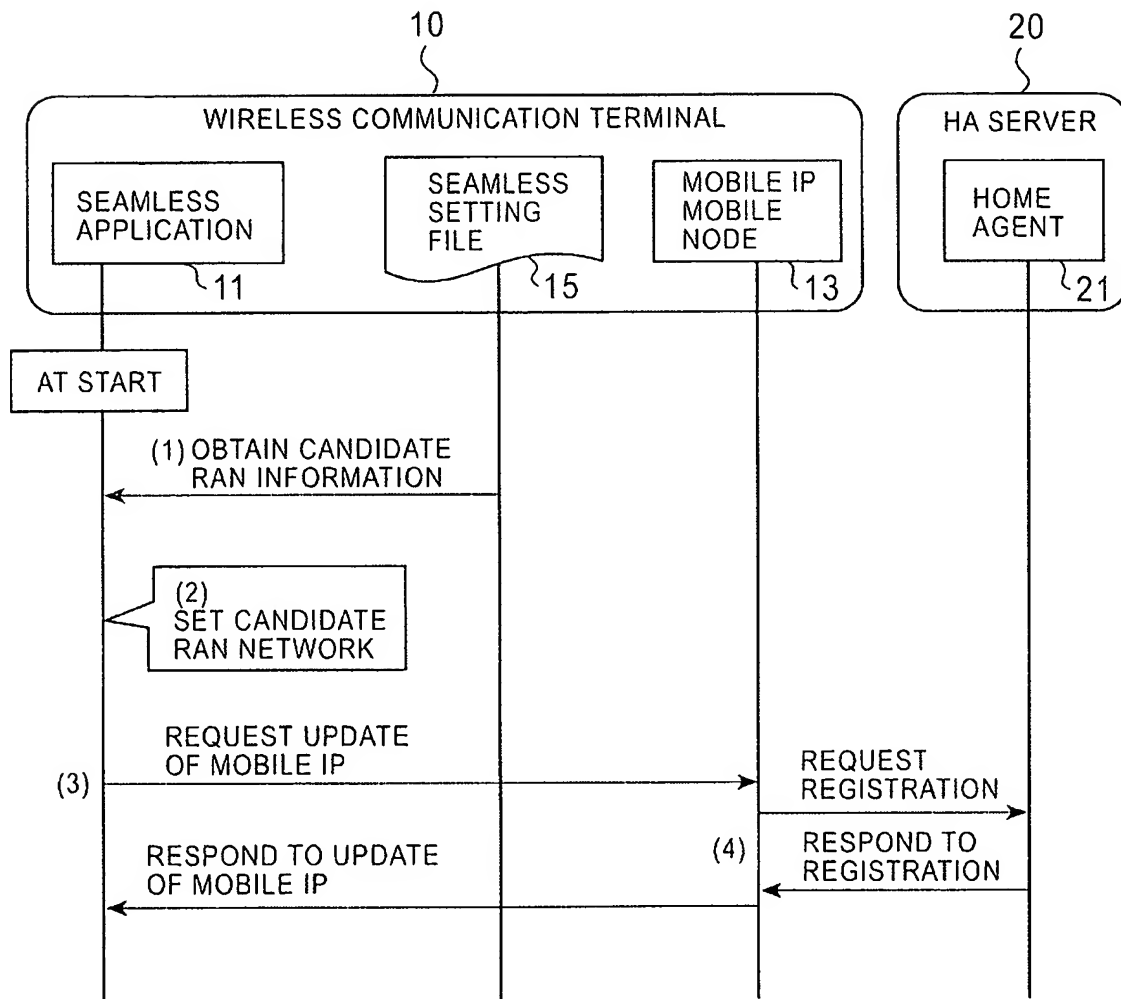 10
20
WIRELESS COMMUNICATION TERMINAL
HA SERVER
SEAMLESS
APPLICATION
11
SEAMLESS
SETTING
FILE
15
MOBILE IP
MOBILE
NODE
13
HOME
AGENT
21
AT START
(1) OBTAIN CANDIDATE
RAN INFORMATION
(2)
SET CANDIDATE
RAN NETWORK
REQUEST UPDATE
OF MOBILE IP
(3)
REQUEST
REGISTRATION
RESPOND TO UPDATE
OF MOBILE IP
(4)
RESPOND TO
REGISTRATION